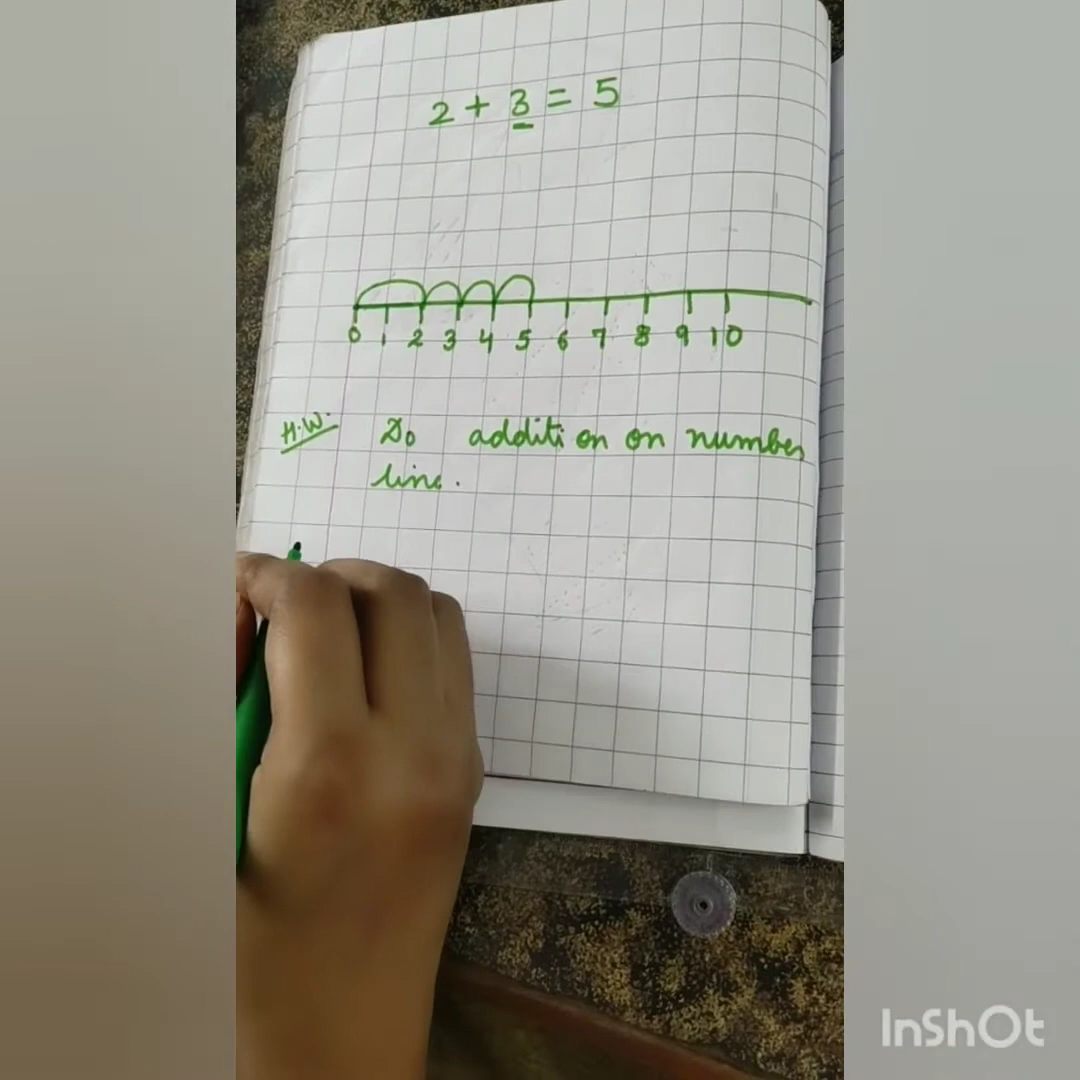 2 + 3 = 5
0 1 2 3 4 5 6 7 8 9 10
H.W. Do addition on number
line.
InShOt